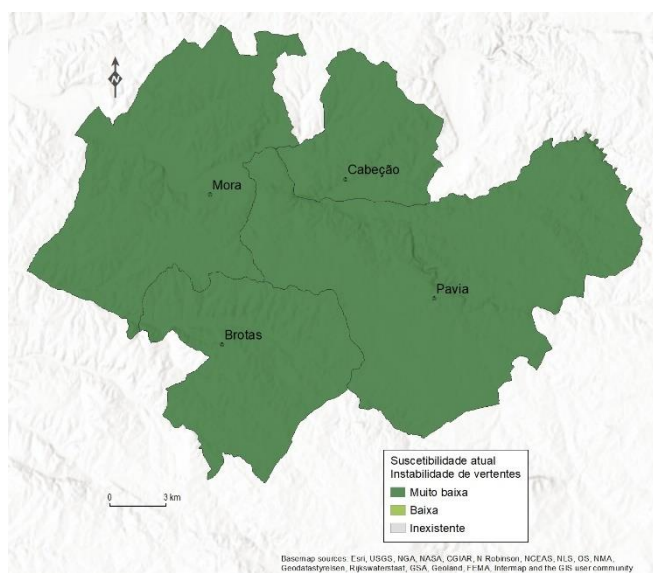 N
Cabeção
Mora
Pavia
Brotas
Suscetibilidade atual
Instabilidade de vertentes
Muito baixa
Baixa
Inexistente
0 3 km
Basemap sources: Esri, USGS, NGA, NASA, CGIAR, N Robinson, NCEAS, NLS, OS, NMA,
Geodatastyrelsen, Rijkswaterstaat, GSA, Geoland, FEMA, Intermap and the GIS user community